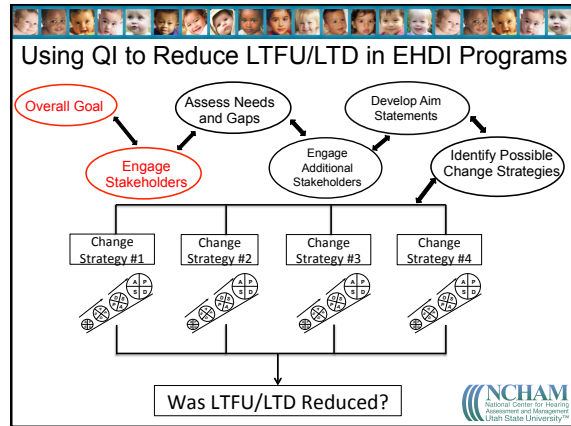 Using QI to Reduce LTFU/LTD in EHDI Programs
Overall Goal
Assess Needs
and Gaps
Develop Aim
Statements
Engage
Stakeholders
Engage
Additional
Stakeholders
Identify Possible
Change Strategies
Change
Strategy #1
Change
Strategy #2
Change
Strategy #3
Change
Strategy #4
A P
S D
A P
S D
A P
S D
A P
S D
Was LTFU/LTD Reduced?
NCHAM
National Center for Hearing
Assessment and Management
Utah State University™